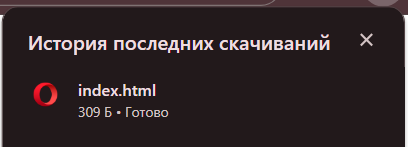 История последних скачиваний
index.html
309 Б • Готово